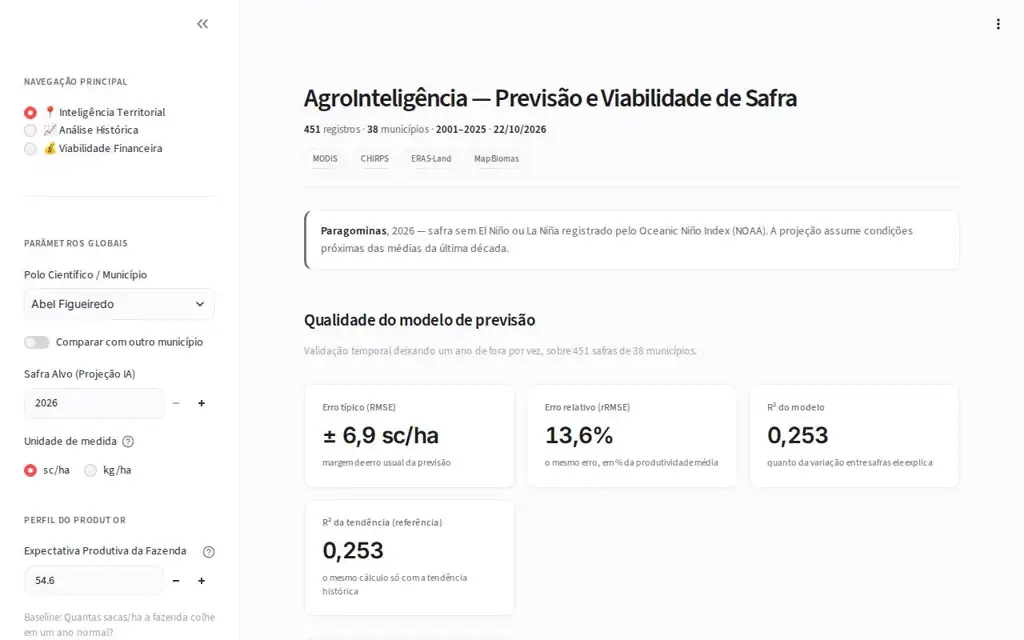 NAVEGAÇÃO PRINCIPAL
Inteligência Territorial
Análise Histórica
Viabilidade Financeira
PARÂMETROS GLOBAIS
Polo Científico / Município
Abel Figueiredo
Comparar com outro município
Safra Alvo (Projeção IA)
2026
Unidade de medida
sc/ha kg/ha
PERFIL DO PRODUTOR
Expectativa Produtiva da Fazenda
54.6
Baseline: Quantas sacas/ha a fazenda colhe
em um ano normal?
AgroInteligência — Previsão e Viabilidade de Safra
451 registros · 38 municípios · 2001–2025 · 22/10/2026
MODIS CHIRPS ERA5-Land MapBiomas
Paragominas, 2026 — safra sem El Niño ou La Niña registrado pelo Oceanic Niño Index (NOAA). A projeção assume condições
próximas das médias da última década.
Qualidade do modelo de previsão
Validação temporal deixando um ano de fora por vez, sobre 451 safras de 38 municípios.
Erro típico (RMSE)
± 6,9 sc/ha
margem de erro usual da previsão
Erro relativo (rRMSE)
13,6%
o mesmo erro, em % da produtividade média
R² do modelo
0,253
quanto da variação entre safras ele explica
R² da tendência (referência)
0,253
o mesmo cálculo só com a tendência
histórica